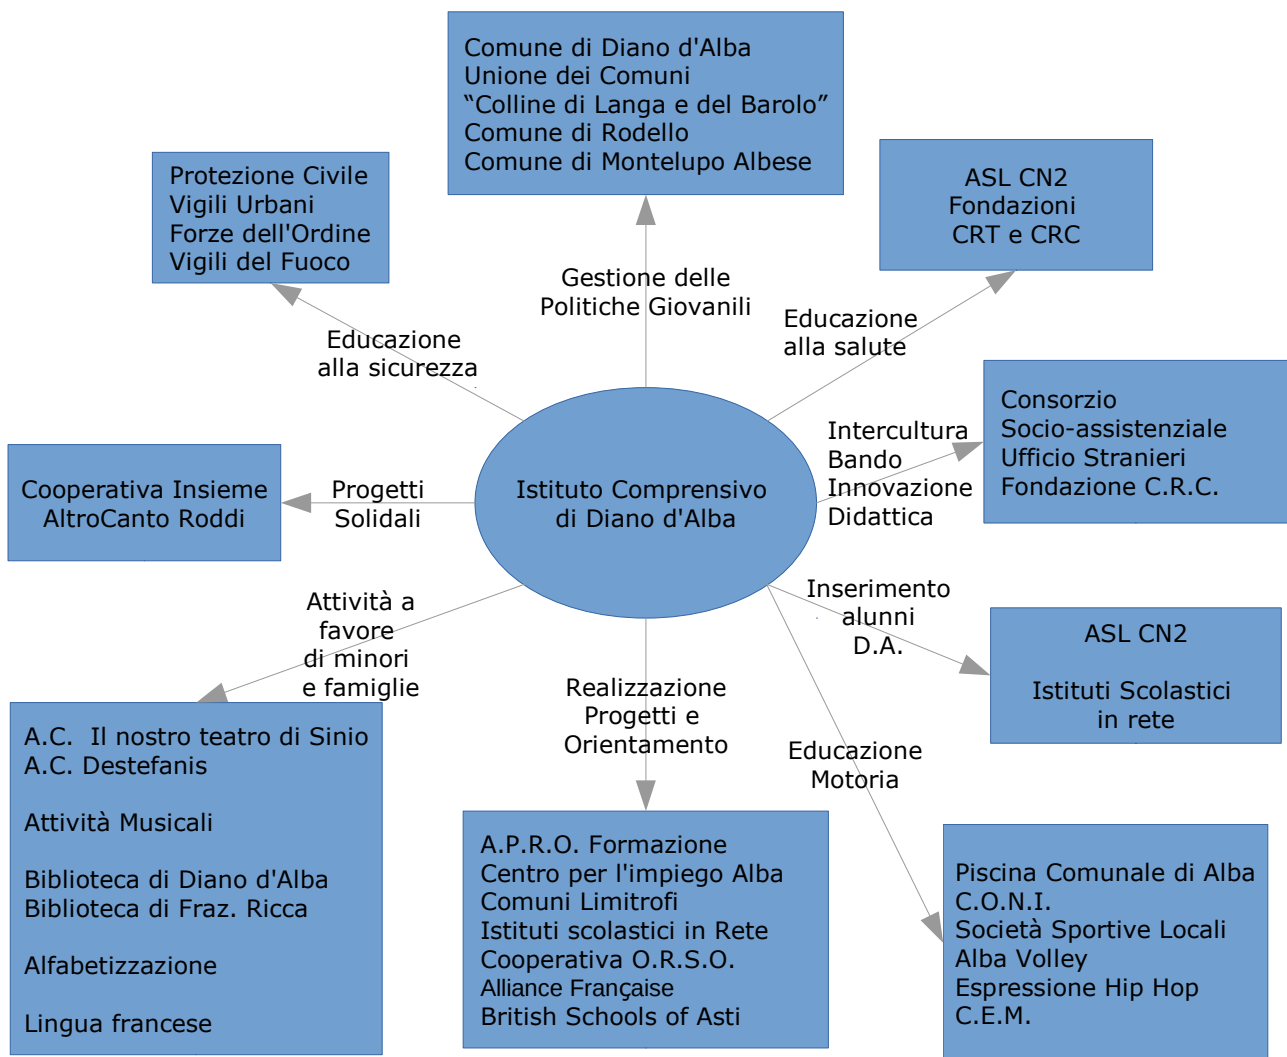 Comune di Diano d'Alba
Unione dei Comuni
“Colline di Langa e del Barolo”
Comune di Rodello
Comune di Montelupo Albese
Protezione Civile
Vigili Urbani
Forze dell'Ordine
Vigili del Fuoco
ASL CN2
Fondazioni
CRT e CRC
Gestione delle
Politiche Giovanili
Educazione
alla salute
Educazione
alla sicurezza
Consorzio
Socio-assistenziale
Ufficio Stranieri
Fondazione C.R.C.
Intercultura
Bando
Innovazione
Didattica
Cooperativa Insieme
AltroCanto Roddi
Progetti
Solidali
Istituto Comprensivo
di Diano d'Alba
Inserimento
alunni
D.A.
ASL CN2
Istituti Scolastici
in rete
Attività a
favore
di minori
e famiglie
Realizzazione
Progetti e
Orientamento
Educazione
Motoria
A.C.  Il nostro teatro di Sinio
A.C. Destefanis
Attività Musicali
Biblioteca di Diano d'Alba
Biblioteca di Fraz. Ricca
Alfabetizzazione
Lingua francese
A.P.R.O. Formazione
Centro per l'impiego Alba
Comuni Limitrofi
Istituti scolastici in Rete
Cooperativa O.R.S.O.
Alliance Française
British Schools of Asti
Piscina Comunale di Alba
C.O.N.I.
Società Sportive Locali
Alba Volley
Espressione Hip Hop
C.E.M.